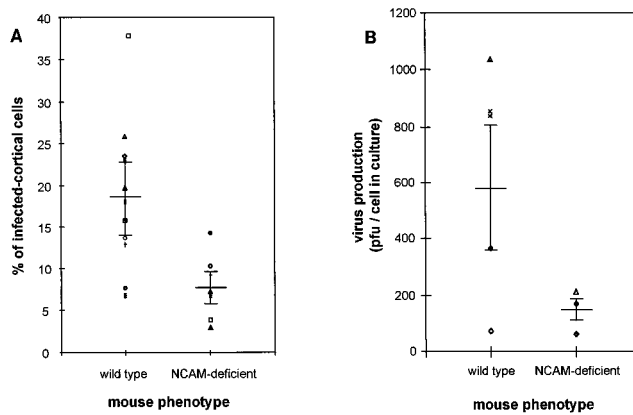 A
% of infected-cortical cells
40
35
30
25
20
15
10
5
0
wild type
NCAM-deficient
mouse phenotype
B
virus production
(pfu / cell in culture)
1200
1000
800
600
400
200
0
wild type
NCAM-deficient
mouse phenotype